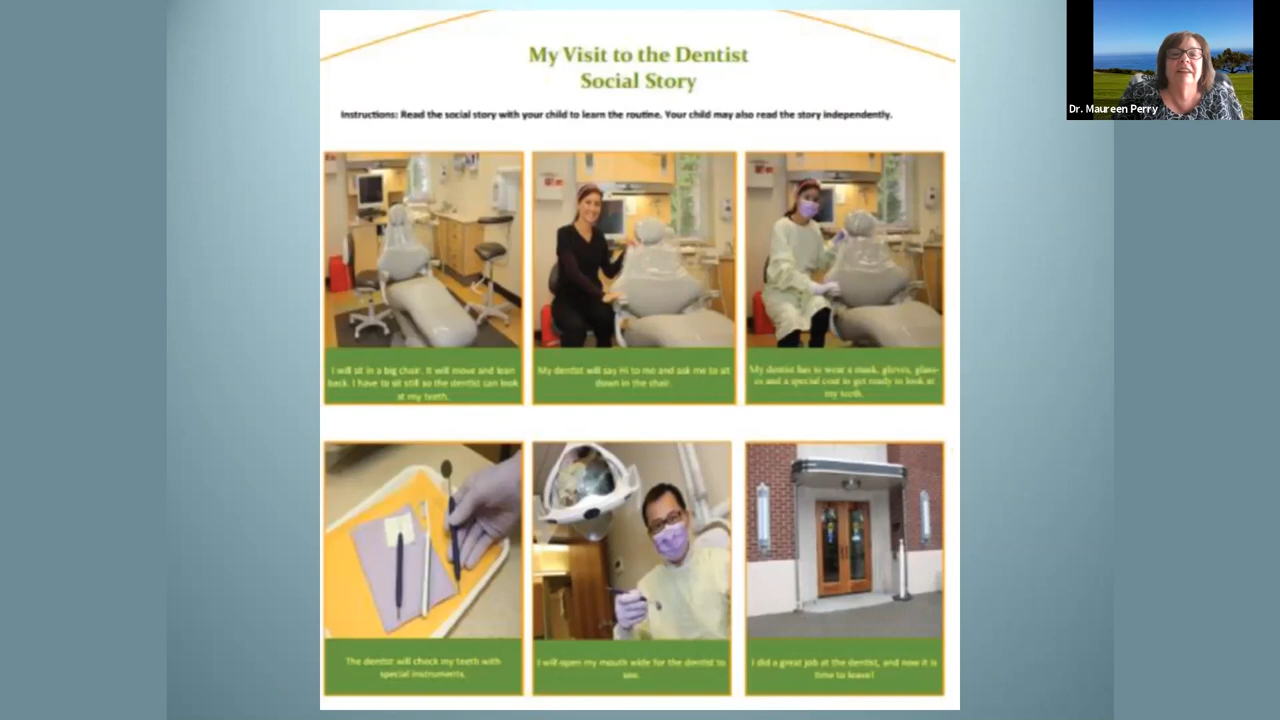 My Visit to the Dentist
Social Story
Instructions: Read the social story with your child to learn the routine. Your child may also read the story independently.
I will sit in a big chair. It will move and lean
back. I have to sit still so the dentist can look
at my teeth.
My dentist will say Hi to me and ask me to sit
down in the chair.
My dentist has to wear a mask, gloves, glass-
es and a special coat to get ready to look at
my teeth.
The dentist will check my teeth with
special instruments.
I will open my mouth wide for the dentist to
see.
I did a great job at the dentist, and now it is
time to leave!
Dr. Maureen Perry